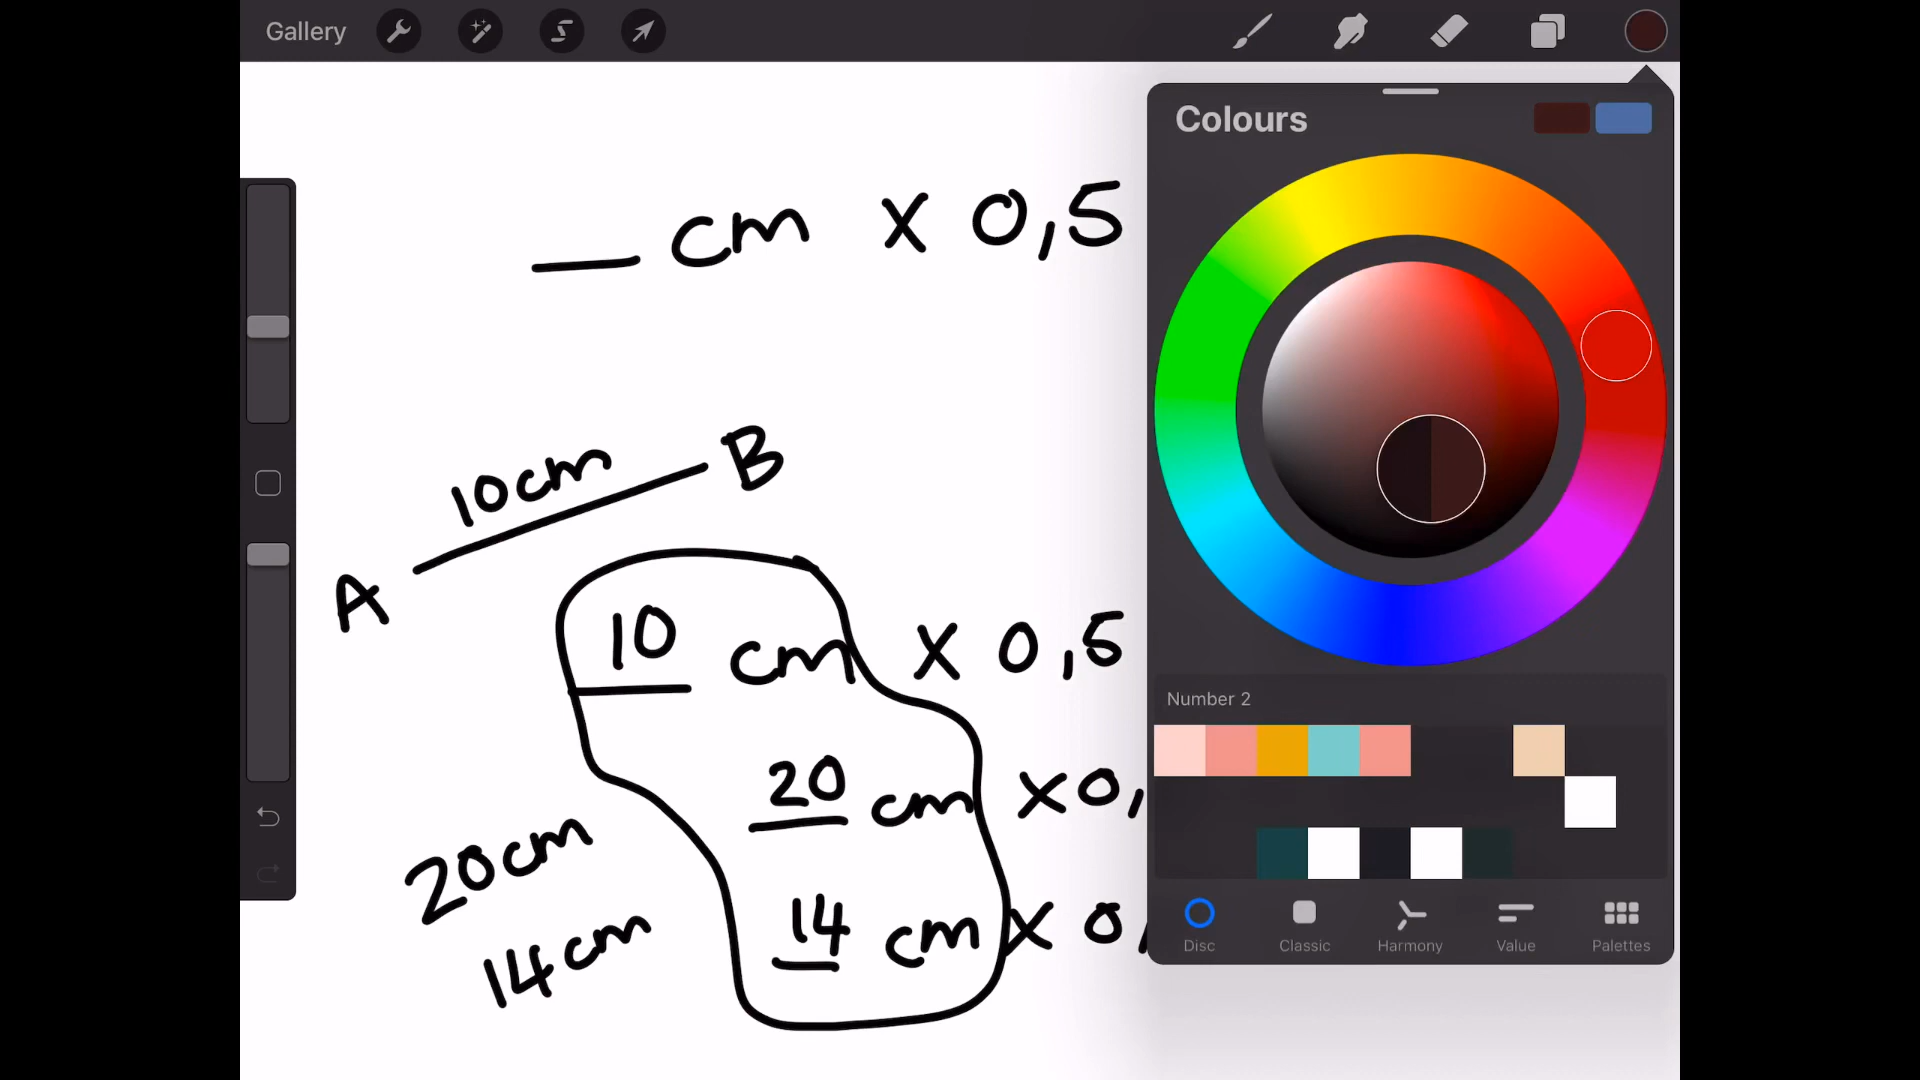 Gallery
Colours
__ cm x 0,5
10cm
A
B
10 cm x 0,5
20 cm x0,
14 cm x 0,
20cm
14cm
Number 2
Disc
Classic
Harmony
Value
Palettes